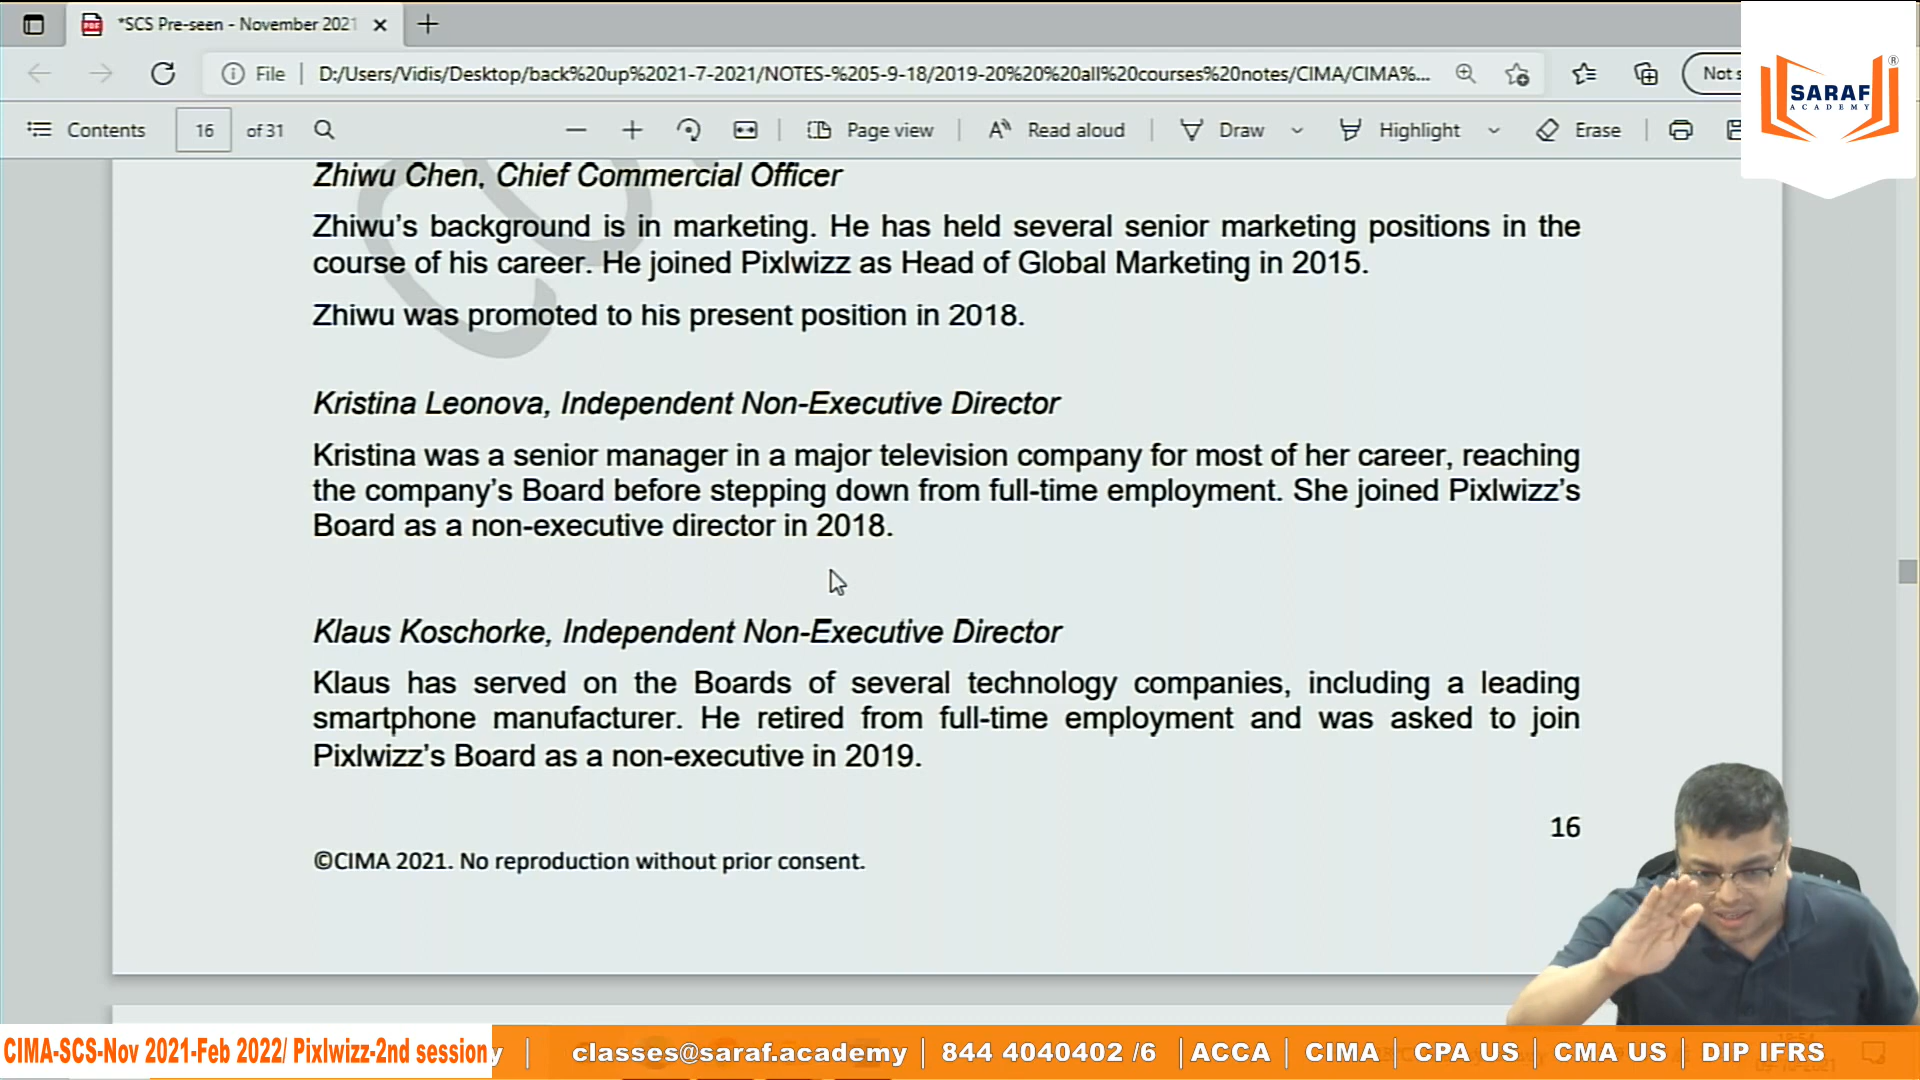 *SCS Pre-seen - November 2021
File
D:/Users/Vidis/Desktop/back%20up%2021-7-2021/NOTES-%205-9-18/2019-20%20%20all%20courses%20notes/CIMA/CIMA%...
Not s
SARAF
ACADEMY
®
Contents
16
of 31
Page view
Read aloud
Draw
Highlight
Erase
Zhiwu Chen, Chief Commercial Officer
Zhiwu's background is in marketing. He has held several senior marketing positions in the
course of his career. He joined Pixlwizz as Head of Global Marketing in 2015.
Zhiwu was promoted to his present position in 2018.
Kristina Leonova, Independent Non-Executive Director
Kristina was a senior manager in a major television company for most of her career, reaching
the company's Board before stepping down from full-time employment. She joined Pixlwizz's
Board as a non-executive director in 2018.
Klaus Koschorke, Independent Non-Executive Director
Klaus has served on the Boards of several technology companies, including a leading
smartphone manufacturer. He retired from full-time employment and was asked to join
Pixlwizz's Board as a non-executive in 2019.
16
©CIMA 2021. No reproduction without prior consent.
CIMA-SCS-Nov 2021-Feb 2022/ Pixlwizz-2nd session
y | classes@saraf.academy | 844 4040402 /6 | ACCA | CIMA | CPA US | CMA US | DIP IFRS